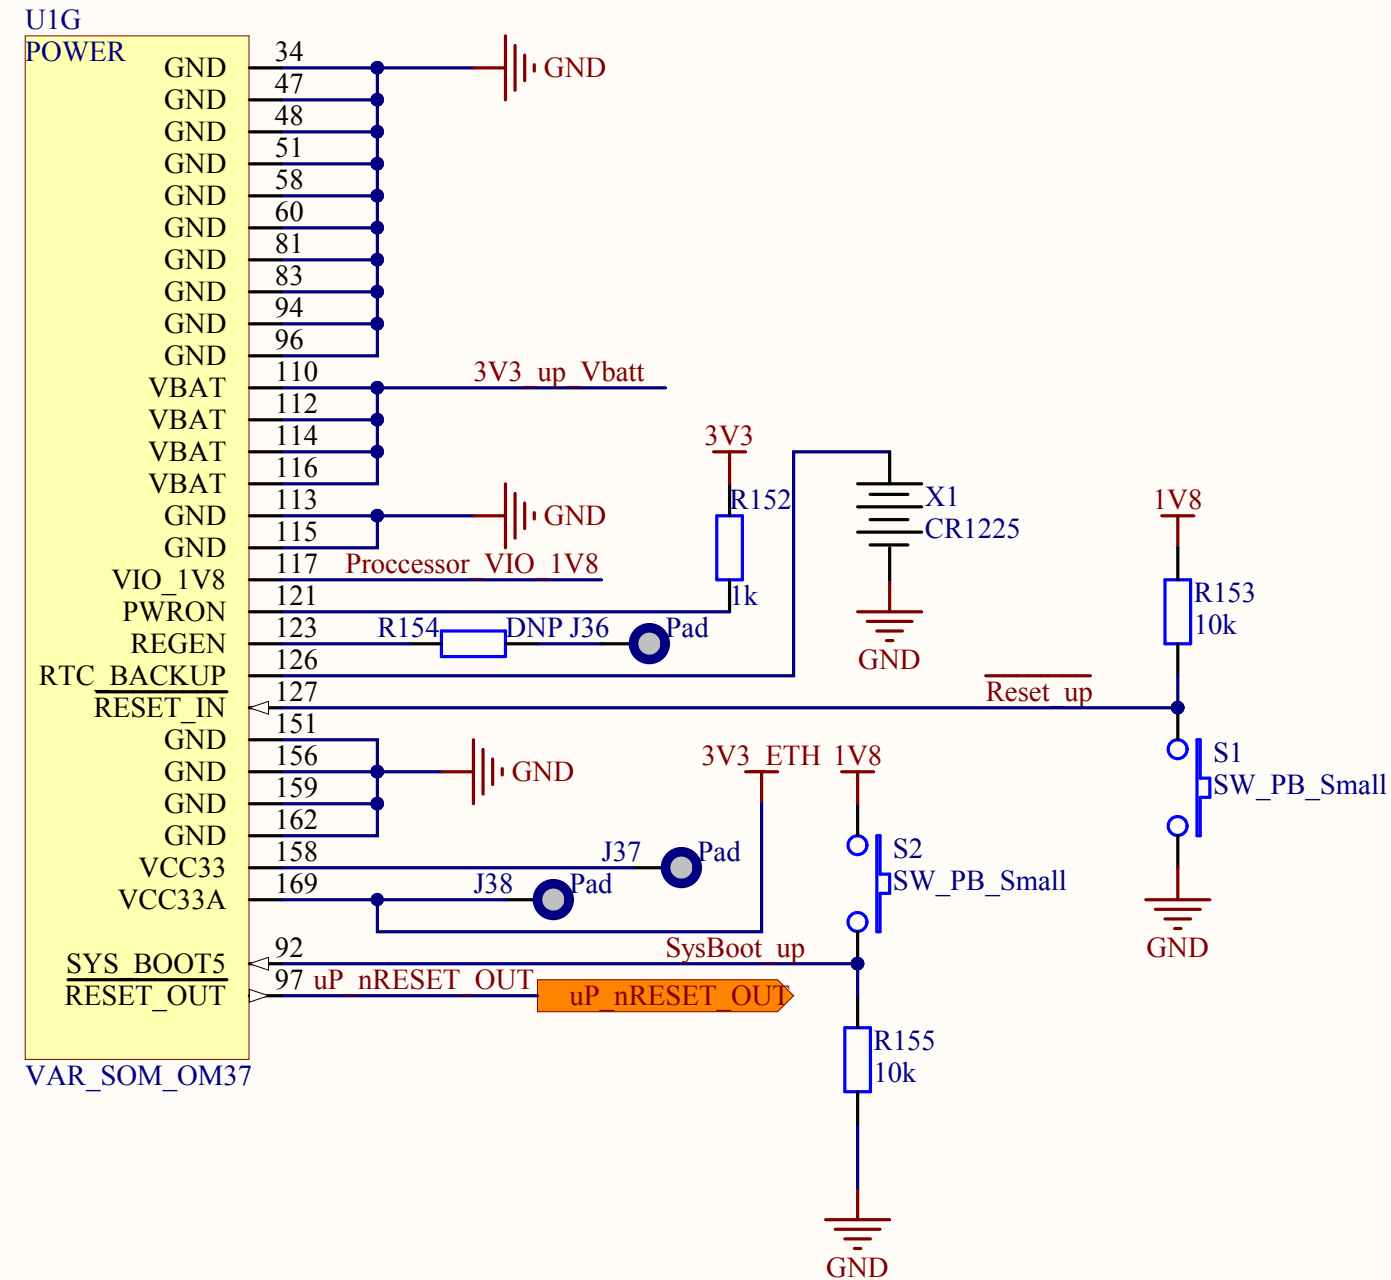 U1G
POWER
GND 34
GND
GND 47
GND 48
GND 51
GND 58
GND 60
GND 81
GND 83
GND 94
GND 96
VBAT 110 3V3_up_Vbatt
VBAT 112
VBAT 114
VBAT 116
3V3
GND 113
GND
GND 115
R152
1k
X1
CR1225
GND
1V8
R153
10k
VIO_1V8 117 Proccessor_VIO_1V8
PWRON 121
REGEN 123 R154 DNP J36 Pad
RTC_BACKUP 126
RESET_IN 127 Reset_up
GND 151
GND 156
GND
GND 159
GND 162
3V3_ETH 1V8
S1
SW_PB_Small
GND
VCC33 158 J37 Pad
VCC33A 169 J38 Pad
S2
SW_PB_Small
SYS_BOOT5 92 SysBoot_up
RESET_OUT 97 uP_nRESET_OUT uP_nRESET_OUT
R155
10k
GND
VAR_SOM_OM37